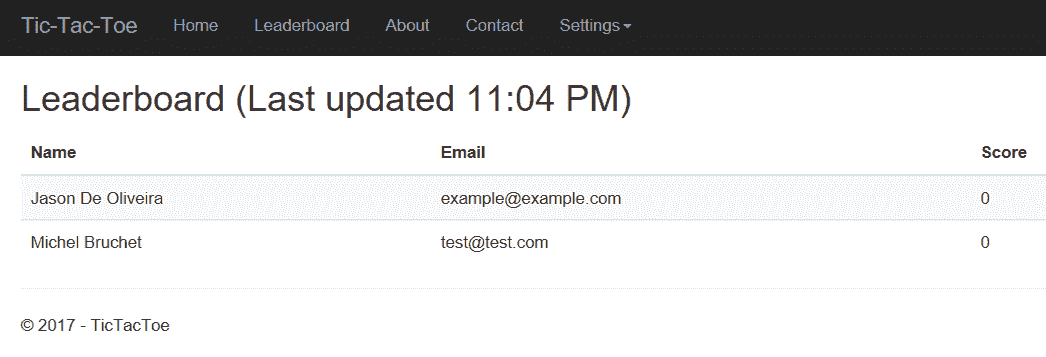 Tic-Tac-Toe Home Leaderboard About Contact Settings
Leaderboard (Last updated 11:04 PM)
Name Email Score
Jason De Oliveira example@example.com 0
Michel Bruchet test@test.com 0
© 2017 - TicTacToe